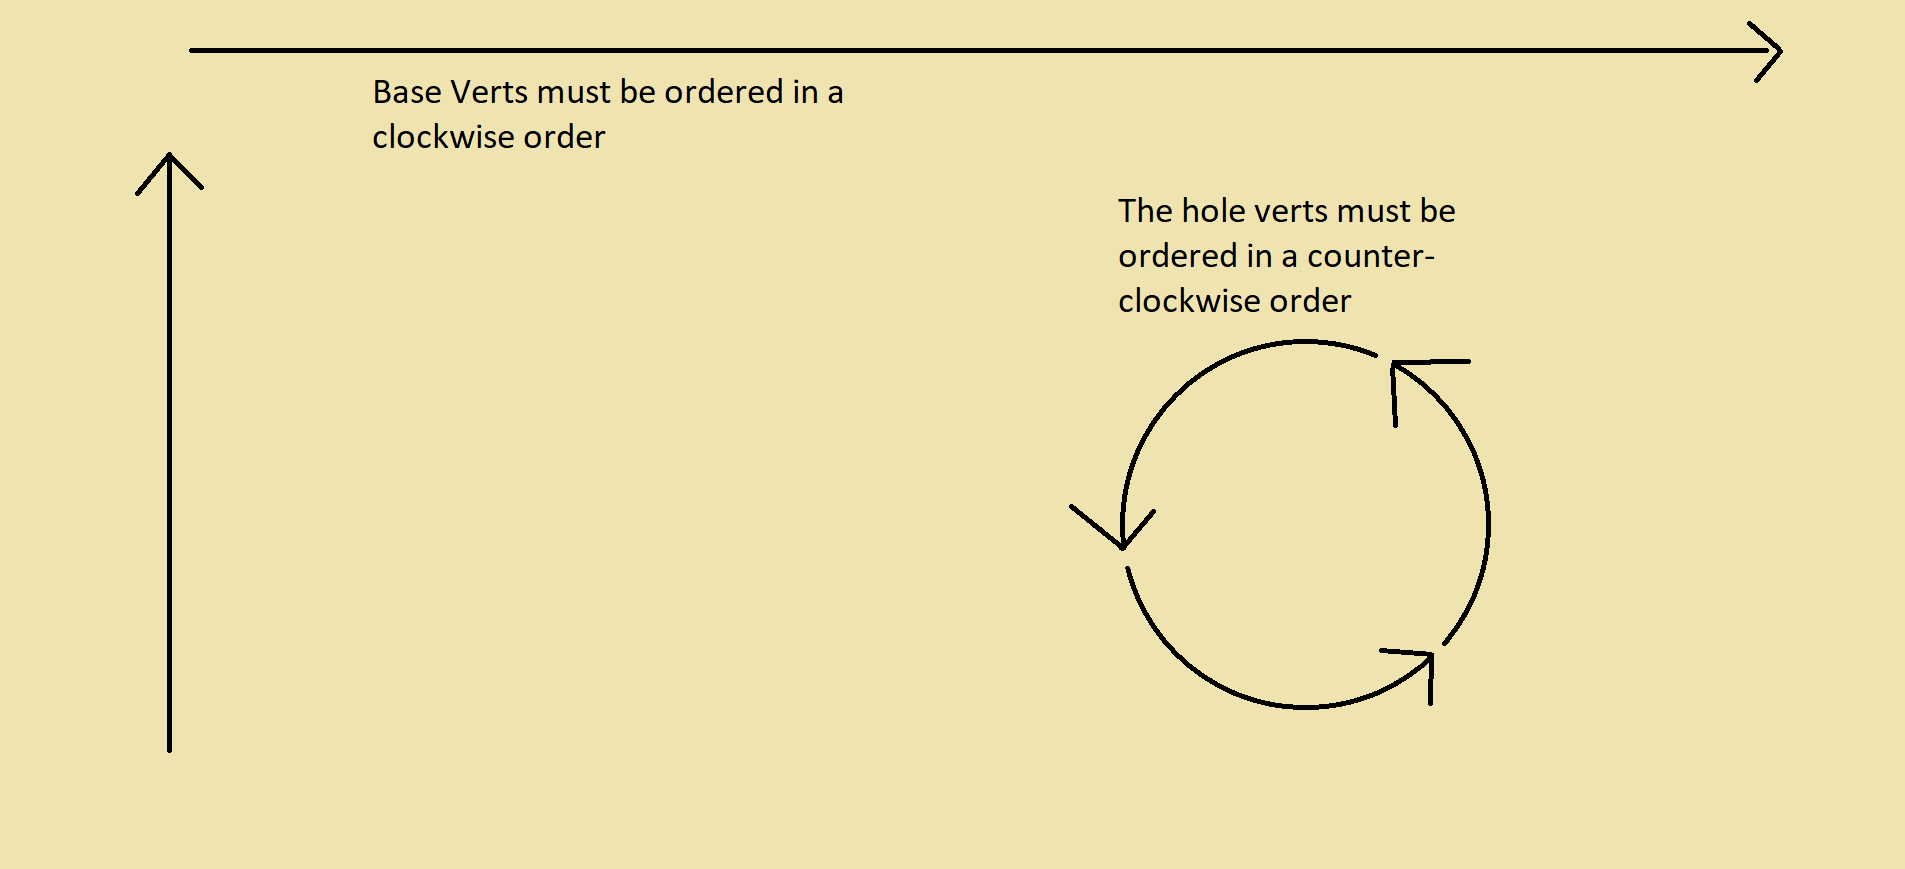 Base Verts must be ordered in a
clockwise order
The hole verts must be
ordered in a counter-
clockwise order